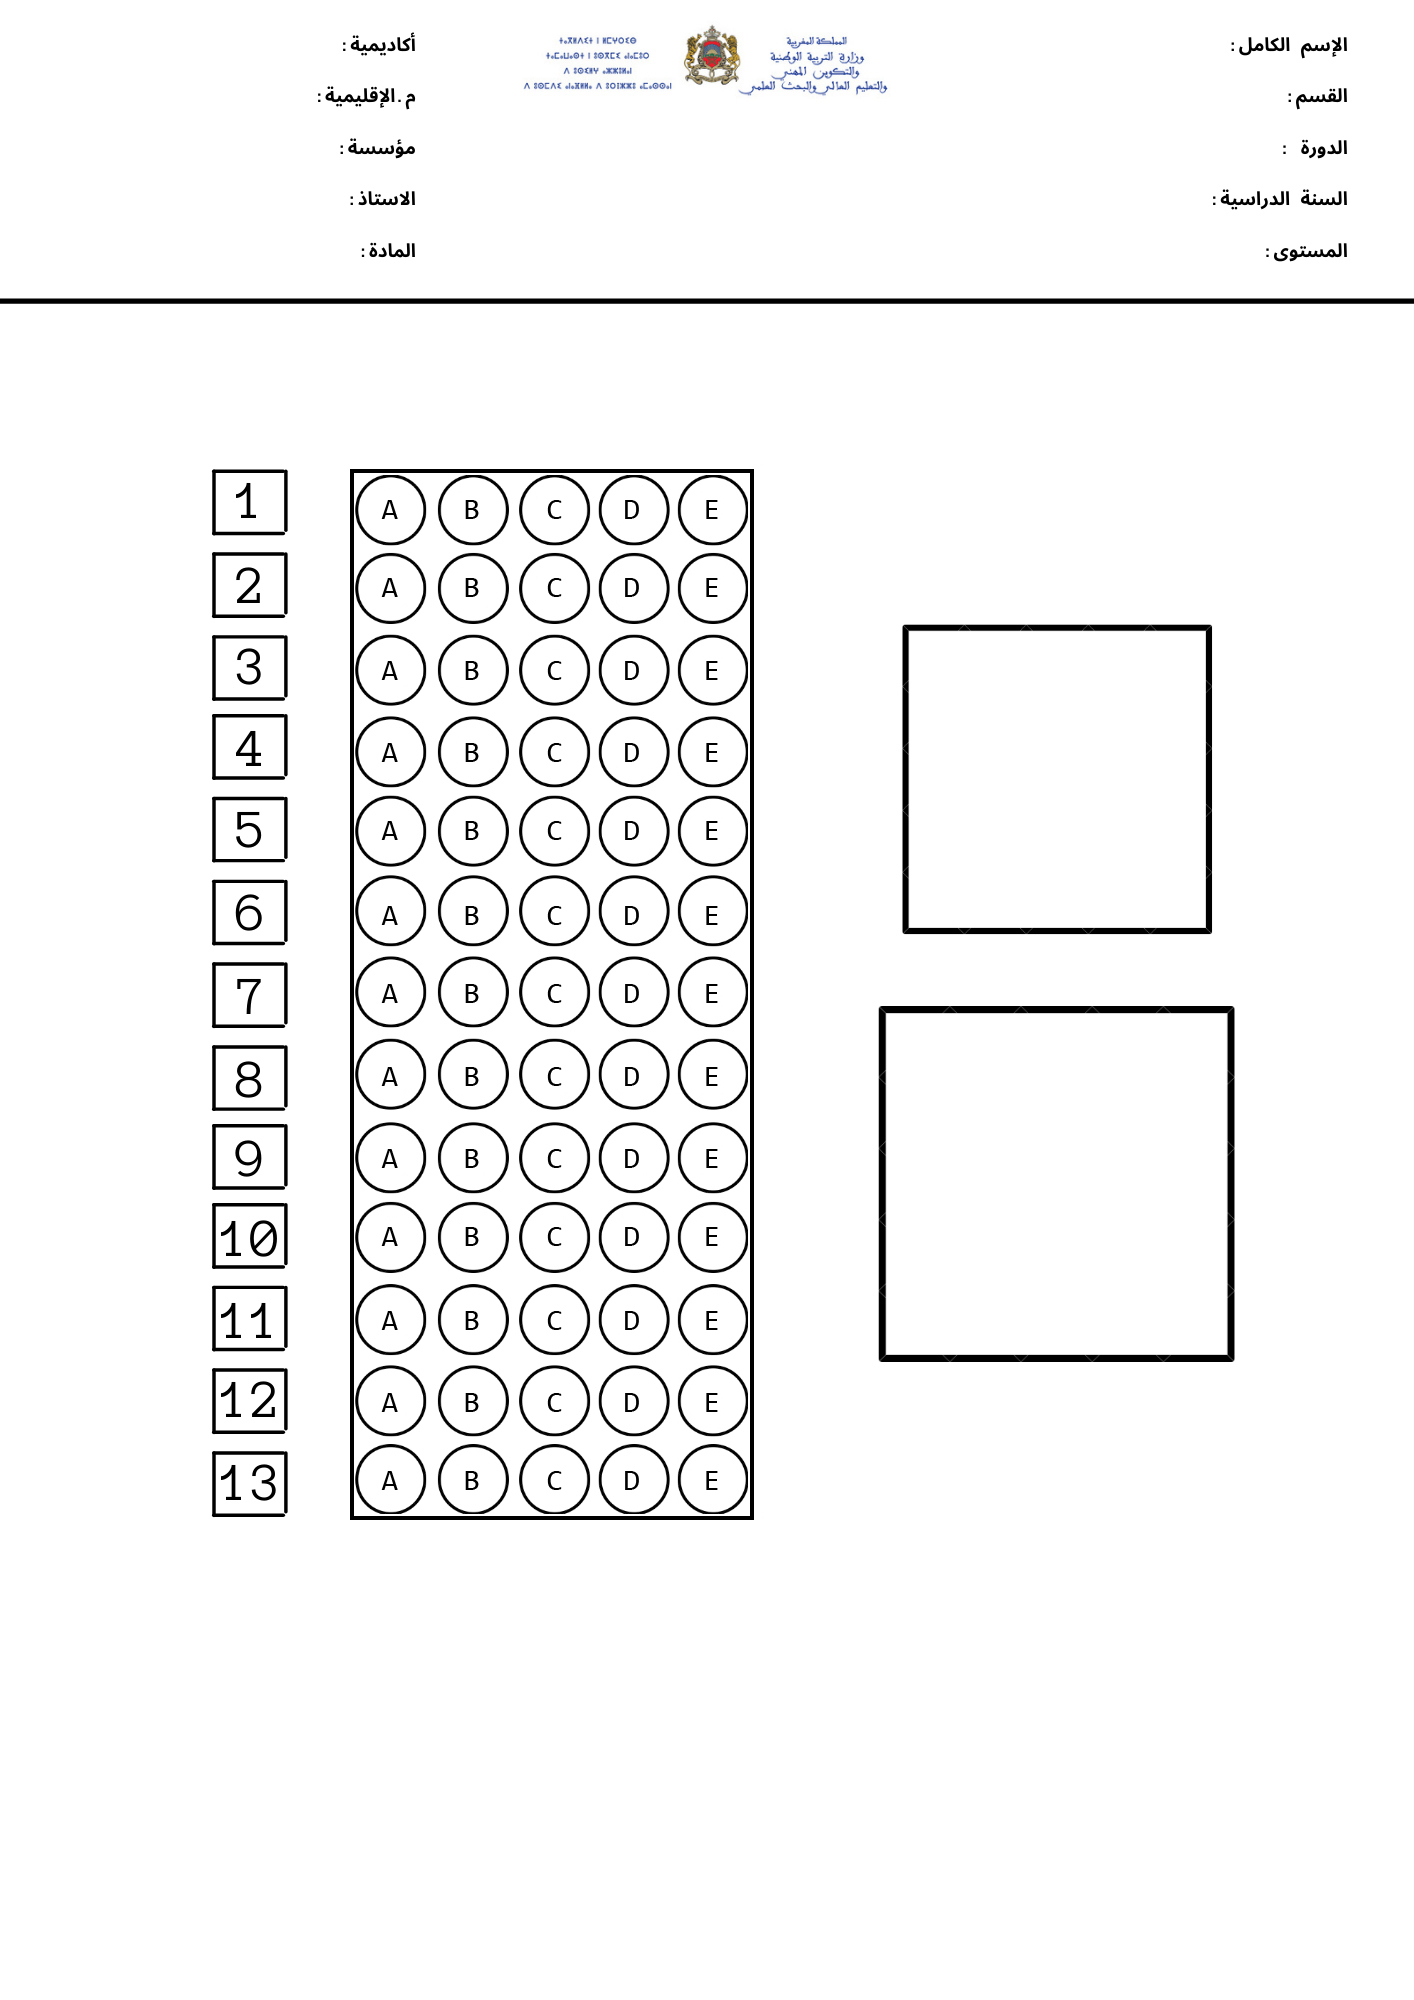 الإسم الكامل :
القسم :
الدورة :
السنة الدراسية :
المستوى :
المملكة المغربية
وزارة التربية الوطنية
والتكوين المهني
والتعليم العالي والبحث العلمي
أكاديمية :
م . الإقليمية :
مؤسسة :
الاستاذ :
المادة :
1 A B C D E
2 A B C D E
3 A B C D E
4 A B C D E
5 A B C D E
6 A B C D E
7 A B C D E
8 A B C D E
9 A B C D E
10 A B C D E
11 A B C D E
12 A B C D E
13 A B C D E